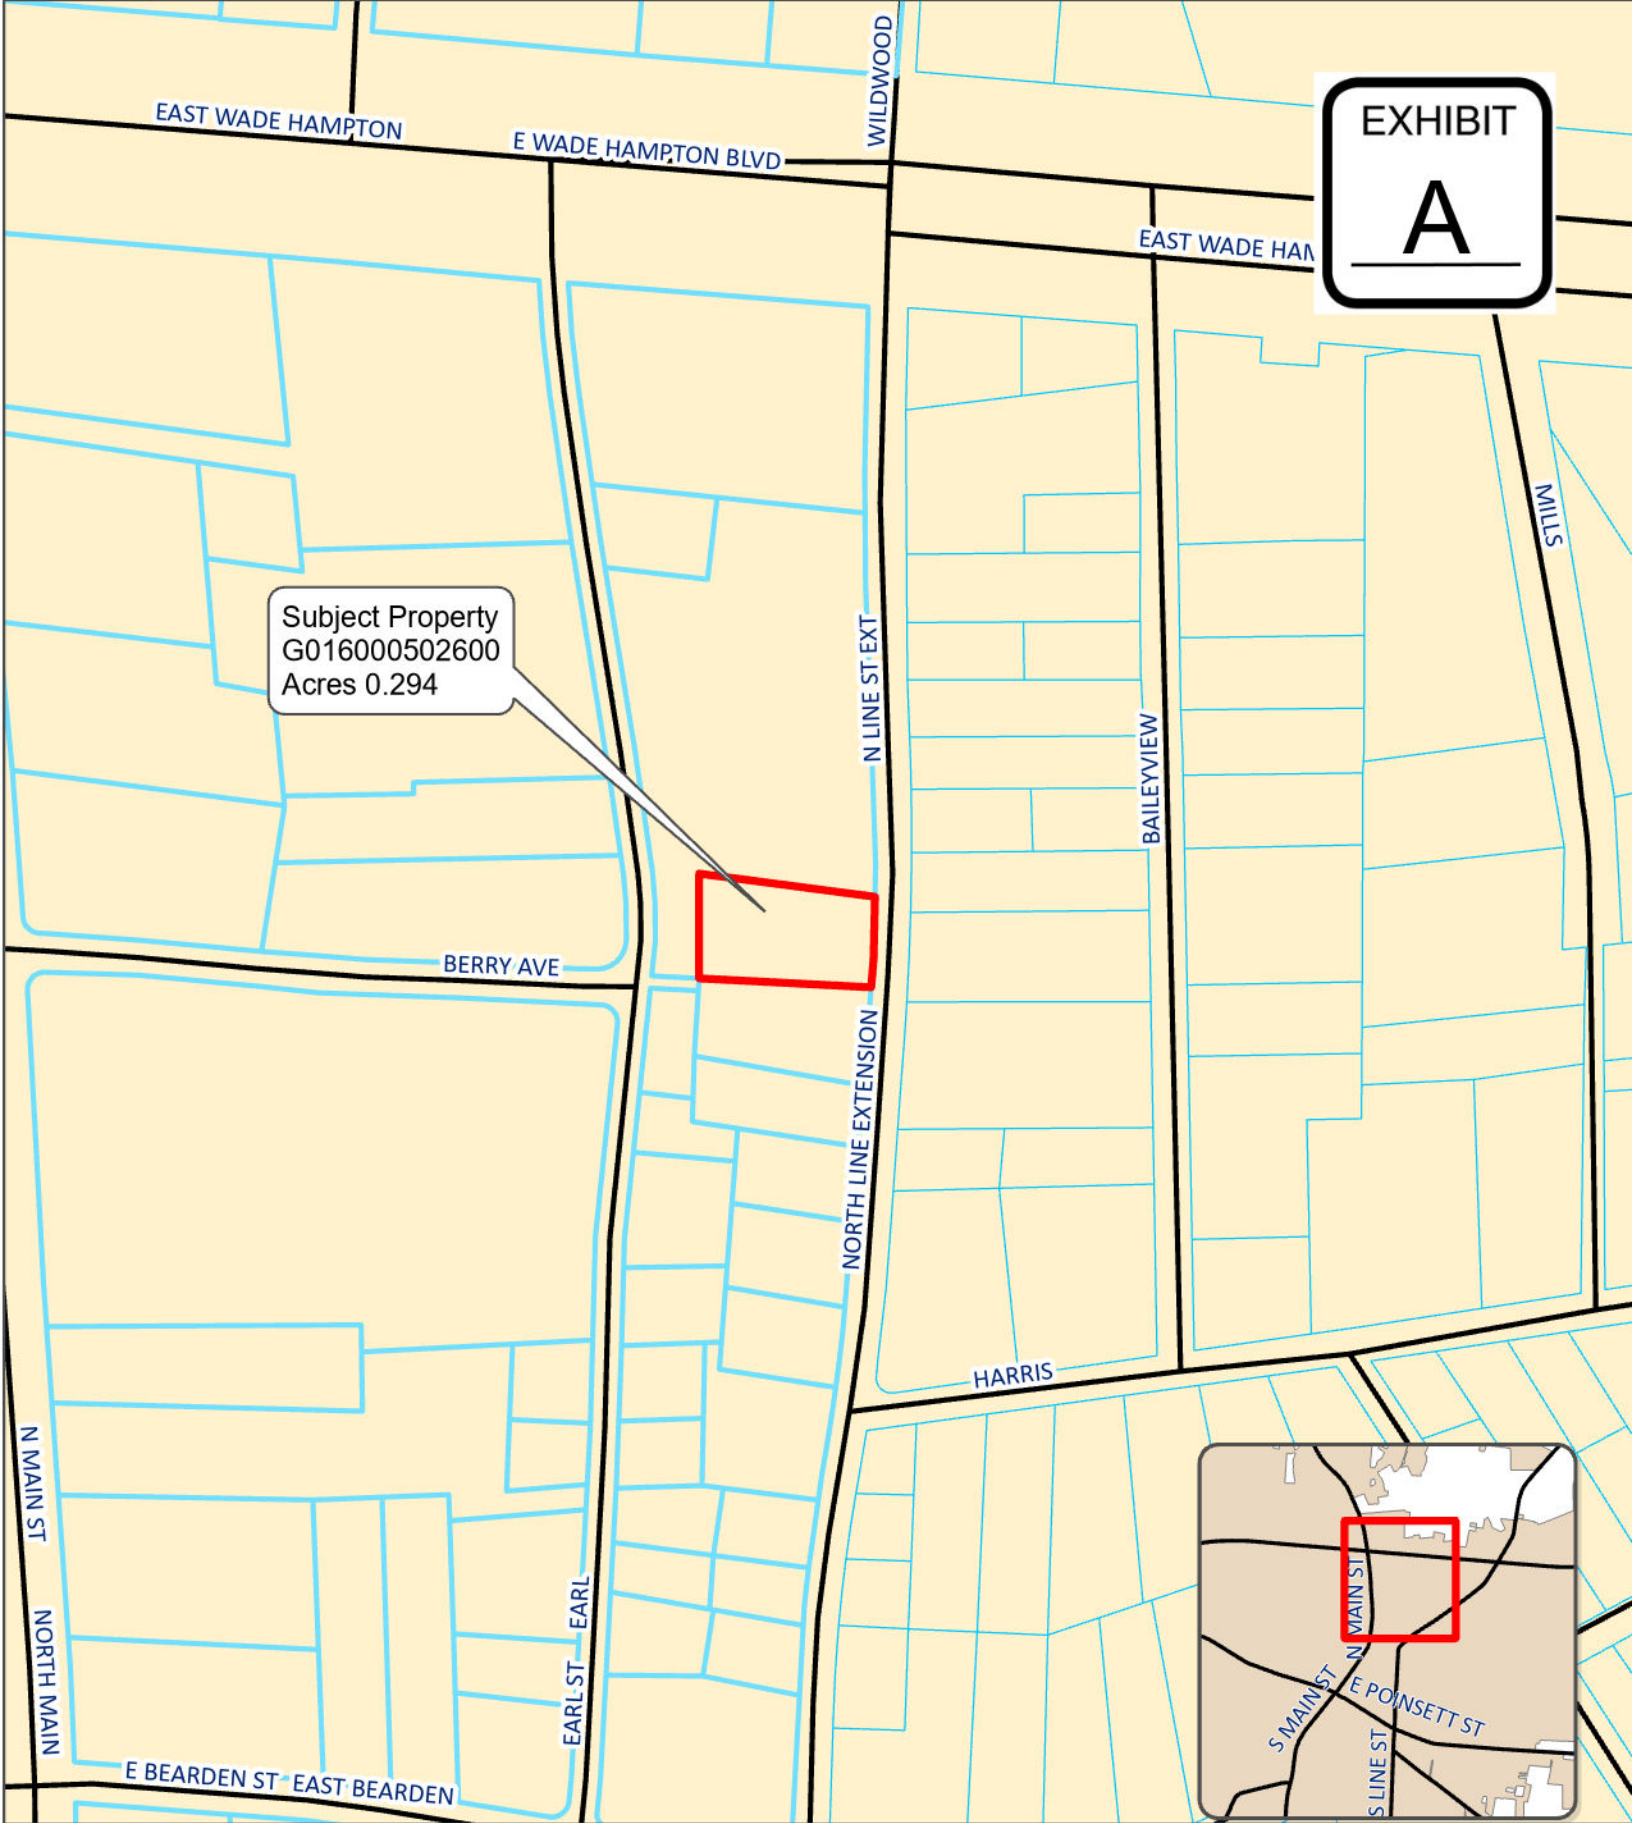 WILDWOOD
EAST WADE HAMPTON
E WADE HAMPTON BLVD
EXHIBIT
A
EAST WADE HAM
MILLS
Subject Property
G016000502600
Acres 0.294
N LINE ST EXT
BAILEYVIEW
BERRY AVE
NORTH LINE EXTENSION
HARRIS
N MAIN ST
NORTH MAIN
EARL
EARL ST
E BEARDEN ST
EAST BEARDEN
N MAIN ST
S MAIN ST
E POINSETT ST
S LINE ST